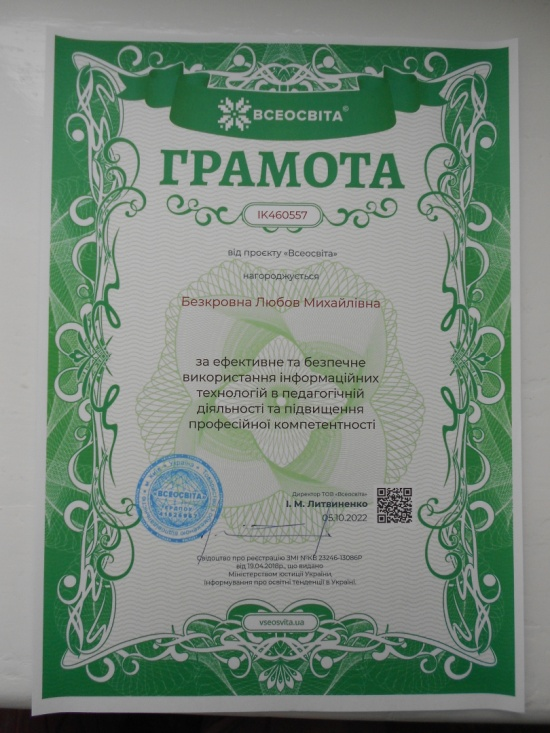 ВСЕОСВІТА®
ГРАМОТА
ІК460557
від проєкту «Всеосвіта»
нагороджується
Безкровна Любов Михайлівна
за ефективне та безпечне
використання інформаційних
технологій в педагогічній
діяльності та підвищення
професійної компетентності
Директор ТОВ «Всеосвіта»
І. М. Литвиненко
05.10.2022
ВСЕОСВІТА
Свідоцтво про реєстрацію ЗМІ №КВ 23246-13086Р
від 19.04.2018р., що видано
Міністерством юстиції України,
Інформування про освітні тенденції в Україні.
vseosvita.ua